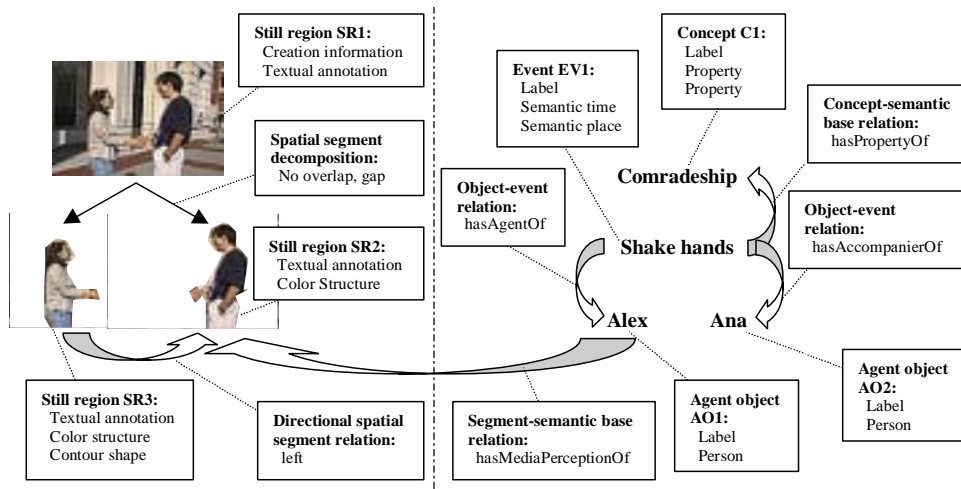 Still region SR1:
Creation information
Textual annotation
Spatial segment
decomposition:
No overlap, gap
Still region SR2:
Textual annotation
Color Structure
Still region SR3:
Textual annotation
Color structure
Contour shape
Directional spatial
segment relation:
left
Event EV1:
Label
Semantic time
Semantic place
Concept C1:
Label
Property
Property
Concept-semantic
base relation:
hasPropertyOf
Object-event
relation:
hasAgentOf
Comradeship
Shake hands
Object-event
relation:
hasAccompanierOf
Alex
Ana
Segment-semantic base
relation:
hasMediaPerceptionOf
Agent object
AO1:
Label
Person
Agent object
AO2:
Label
Person